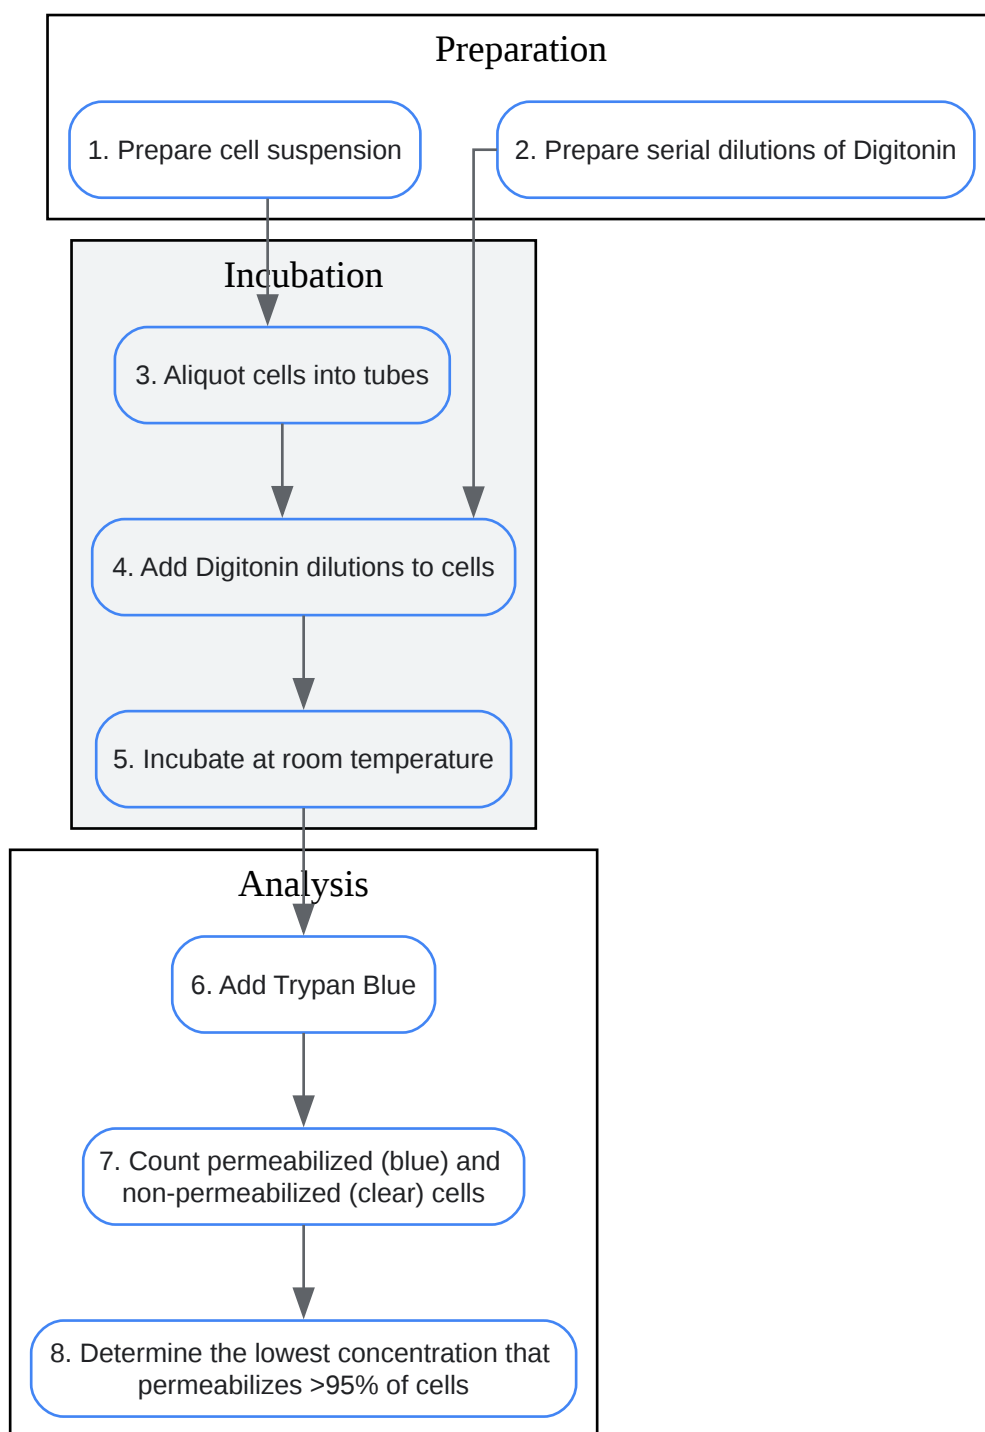 Preparation
1. Prepare cell suspension
2. Prepare serial dilutions of Digitonin
Incubation
3. Aliquot cells into tubes
4. Add Digitonin dilutions to cells
5. Incubate at room temperature
Analysis
6. Add Trypan Blue
7. Count permeabilized (blue) and
non-permeabilized (clear) cells
8. Determine the lowest concentration that
permeabilizes >95% of cells